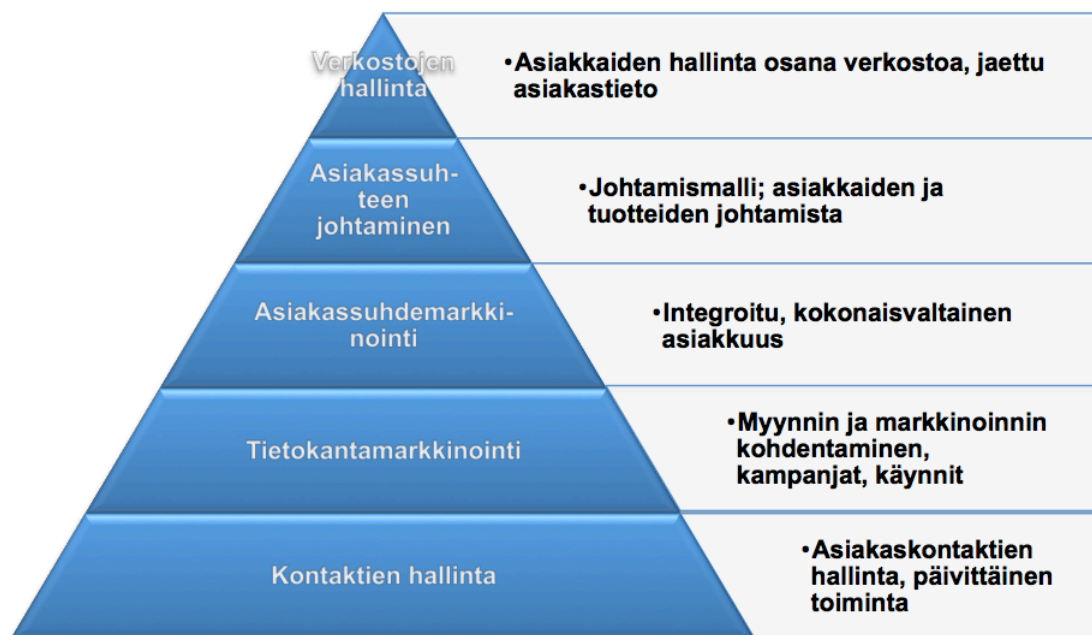 Verkostojen
hallinta
•Asiakkaiden hallinta osana verkostoa, jaettu
asiakastieto
Asiakassuh-
teen
johtaminen
•Johtamismalli; asiakkaiden ja
tuotteiden johtamista
Asiakassuhdemarkki-
nointi
•Integroitu, kokonaisvaltainen
asiakkuus
Tietokantamarkkinointi
•Myynnin ja markkinoinnin
kohdentaminen,
kampanjat, käynnit
Kontaktien hallinta
•Asiakaskontaktien
hallinta, päivittäinen
toiminta